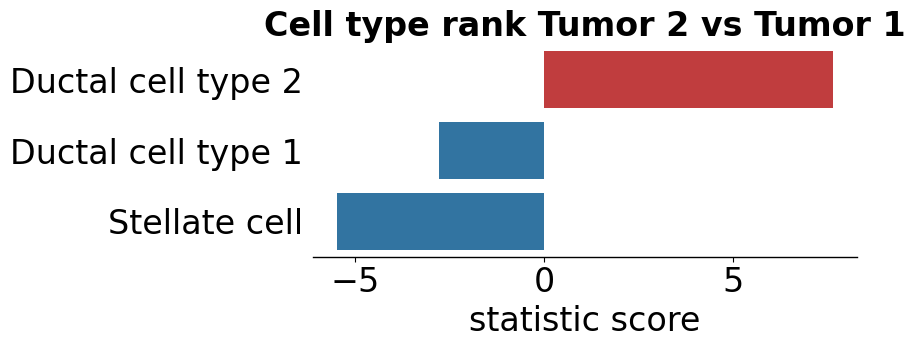 Cell type rank Tumor 2 vs Tumor 1
Ductal cell type 2
Ductal cell type 1
Stellate cell
−5 0 5
statistic score